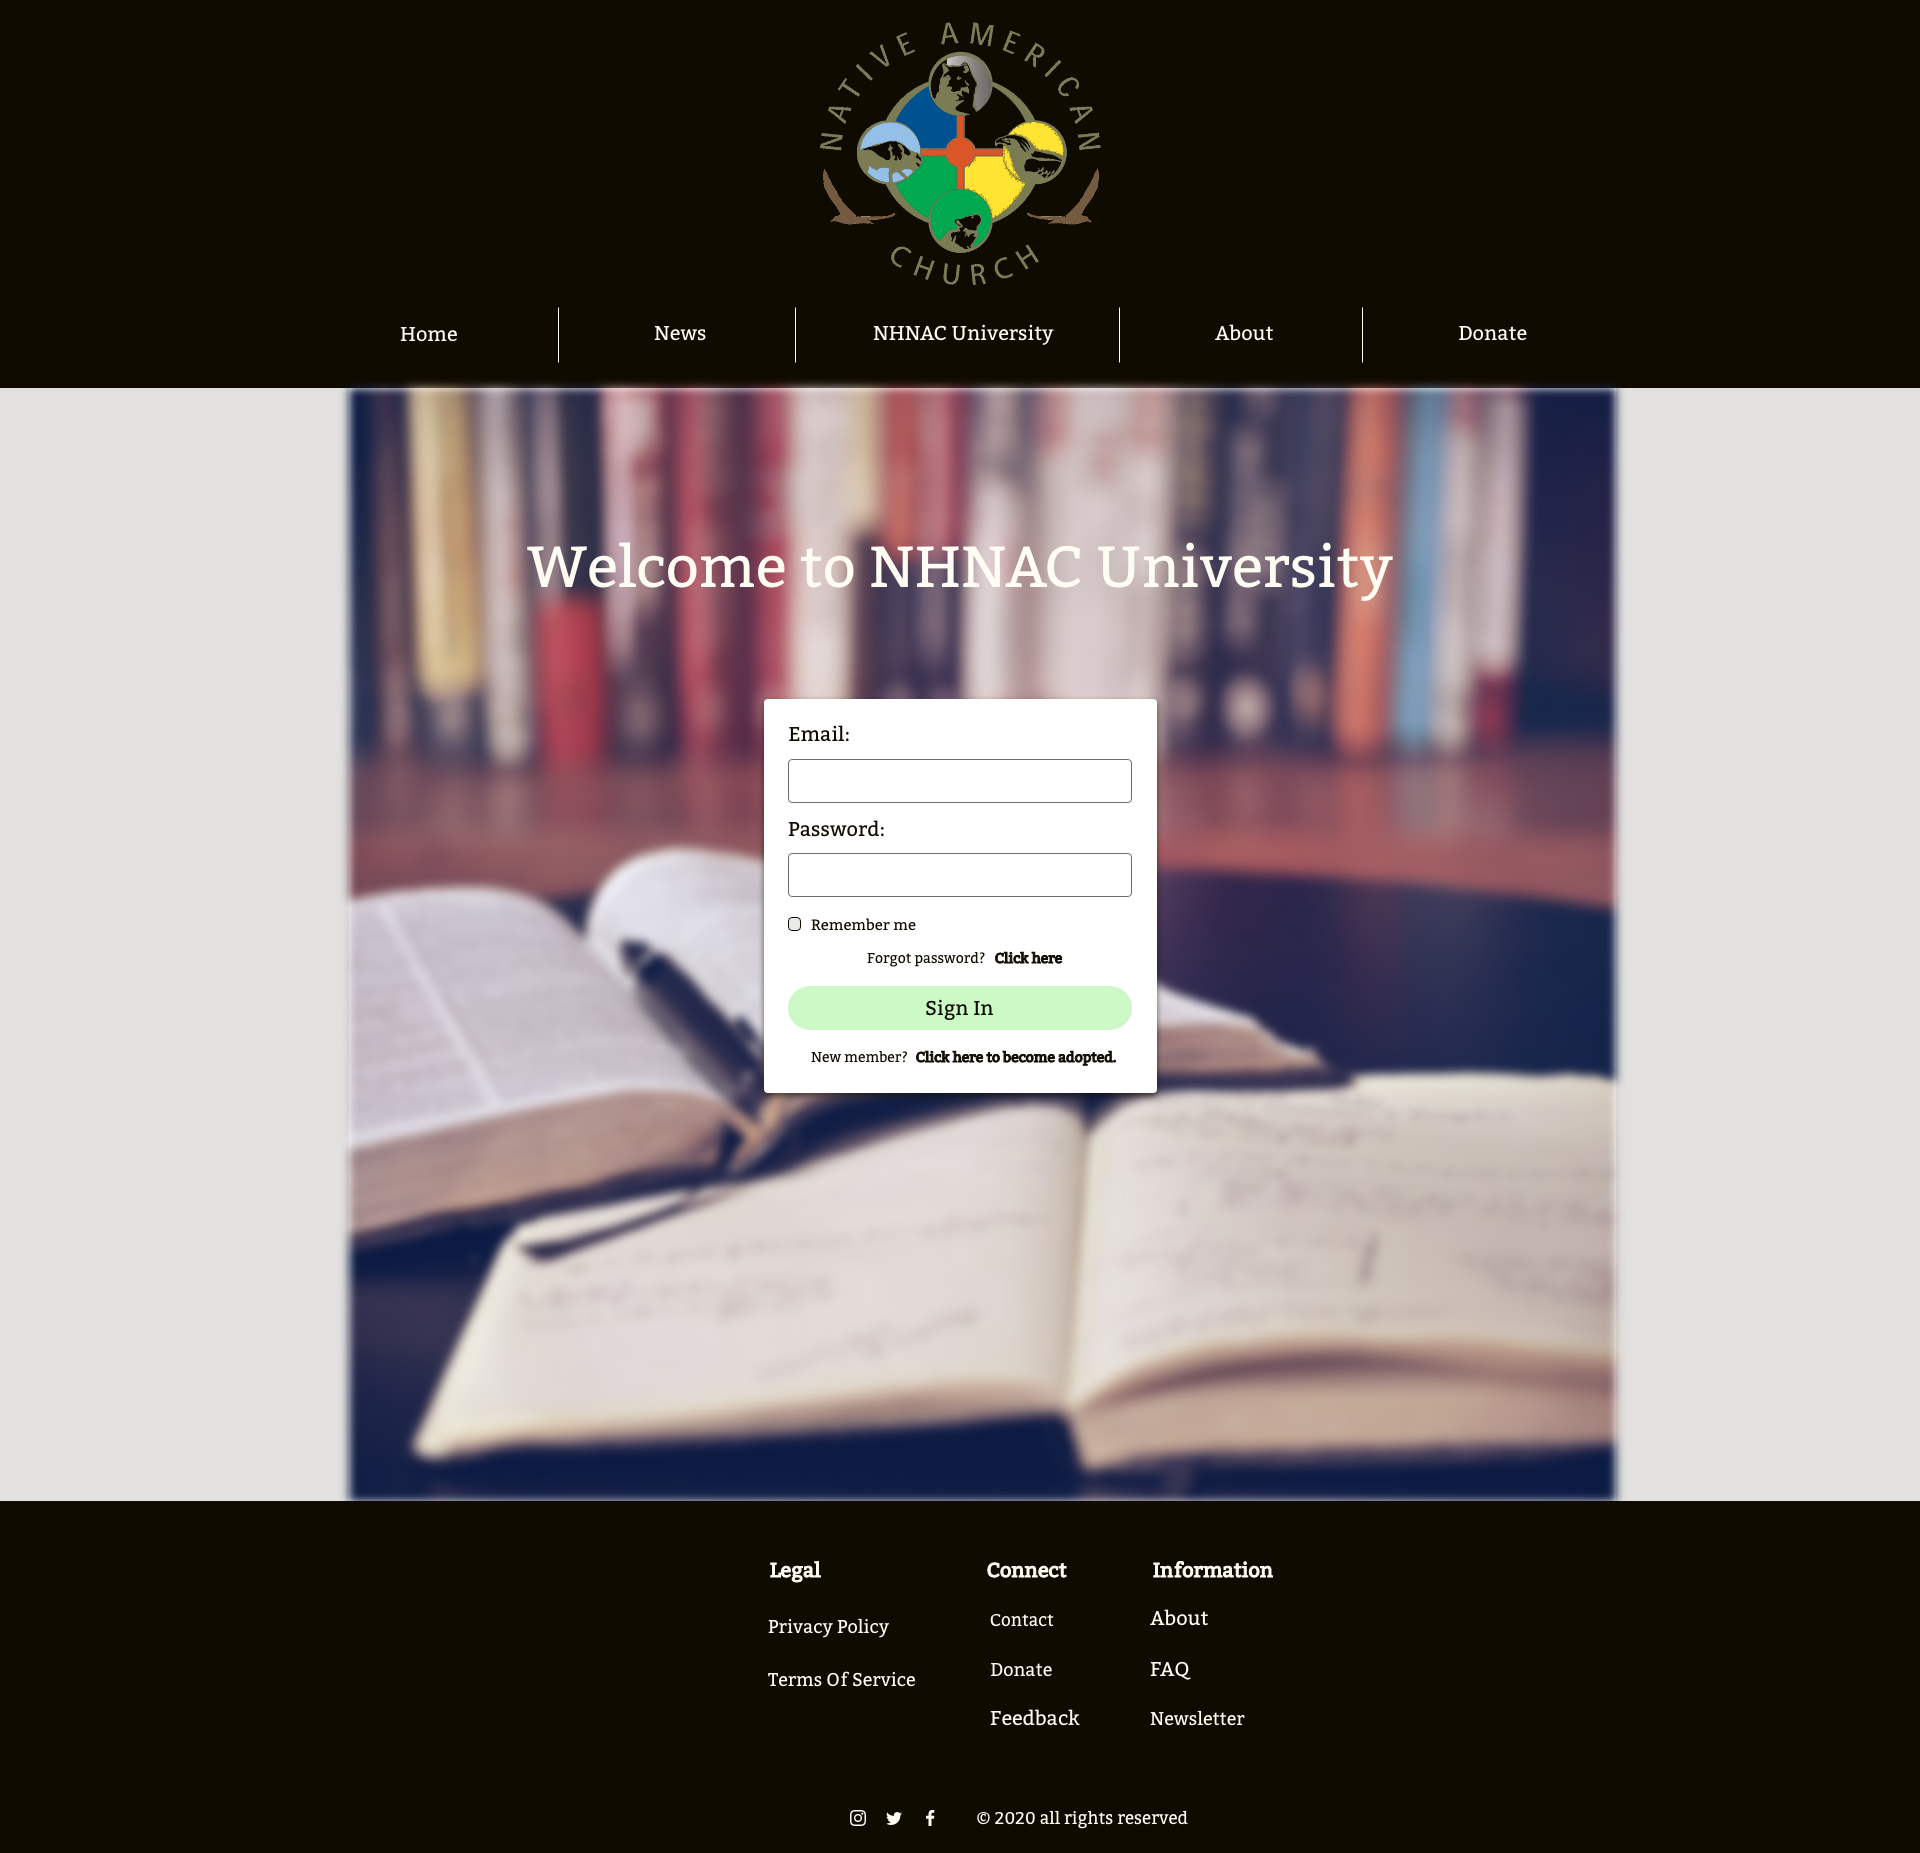 NATIVE AMERICAN
CHURCH
Home
News
NHNAC University
About
Donate
Welcome to NHNAC University
Email:
Password:
Remember me
Forgot password? Click here
Sign In
New member? Click here to become adopted.
Legal
Privacy Policy
Terms Of Service
Connect
Contact
Donate
Feedback
Information
About
FAQ
Newsletter
© 2020 all rights reserved